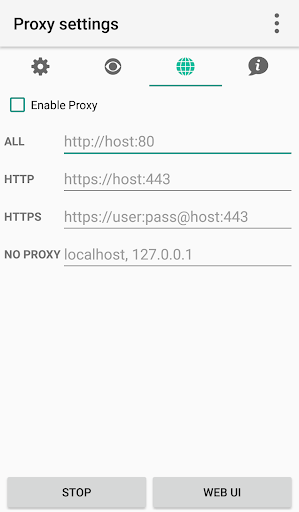 Proxy settings
Enable Proxy
ALL http://host:80
HTTP https://host:443
HTTPS https://user:pass@host:443
NO PROXY localhost, 127.0.0.1
STOP WEB UI